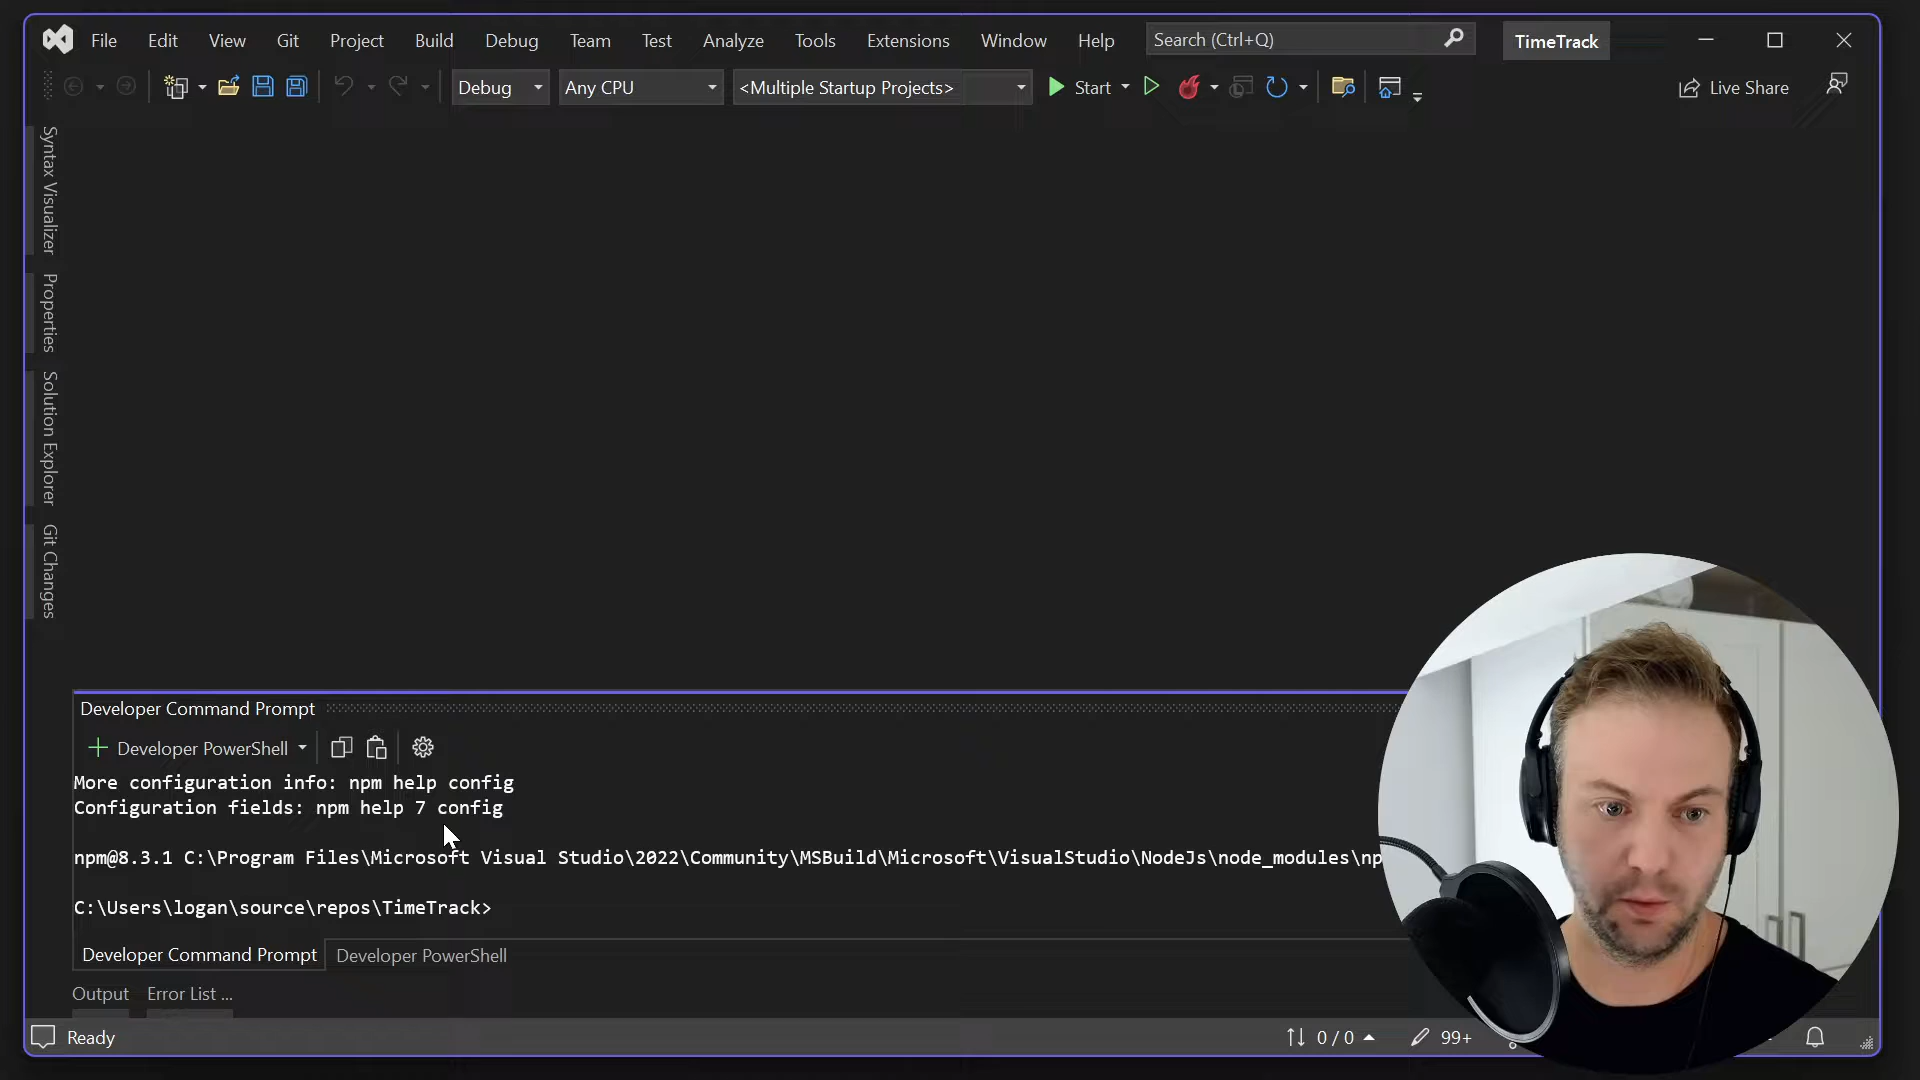 File Edit View Git Project Build Debug Team Test Analyze Tools Extensions Window Help Search (Ctrl+Q) TimeTrack
Debug Any CPU <Multiple Startup Projects> Start Live Share
Syntax Visualizer
Properties
Solution Explorer
Git Changes
Developer Command Prompt
Developer PowerShell
More configuration info: npm help config
Configuration fields: npm help 7 config
npm@8.3.1 C:\Program Files\Microsoft Visual Studio\2022\Community\MSBuild\Microsoft\VisualStudio\NodeJs\node_modules\np
C:\Users\logan\source\repos\TimeTrack>
Developer Command Prompt Developer PowerShell
Output Error List ...
Ready 0 / 0 99+